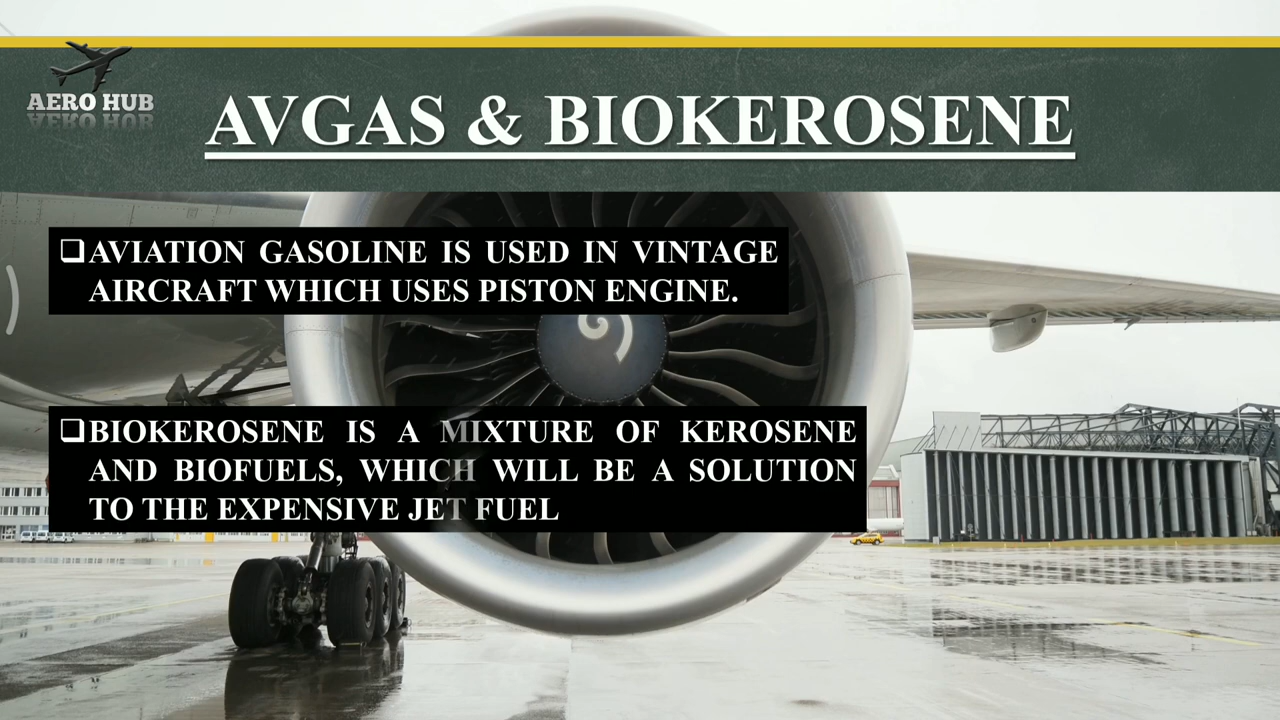 AERO HUB
AVGAS & BIOKEROSENE
❑AVIATION GASOLINE IS USED IN VINTAGE
AIRCRAFT WHICH USES PISTON ENGINE.
❑BIOKEROSENE IS A MIXTURE OF KEROSENE
AND BIOFUELS, WHICH WILL BE A SOLUTION
TO THE EXPENSIVE JET FUEL